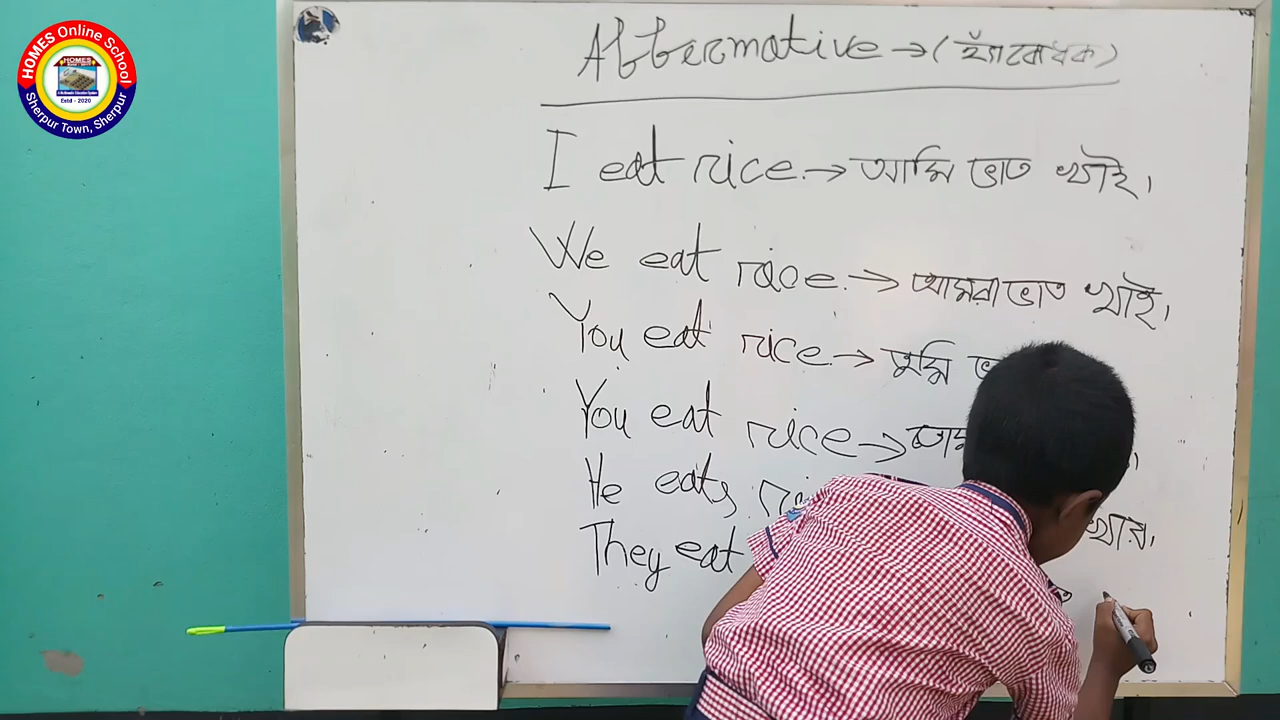 HOMES Online School
HOMES
Estd - 2020
Sherpur Town, Sherpur
Affermative → (হ্যাঁবোধক)
I eat rice. → আমি ভাত খাই।
We eat rice. → আমরা ভাত খাই।
You eat rice → তুমি
You eat rice →
He eats খায়।
They eat